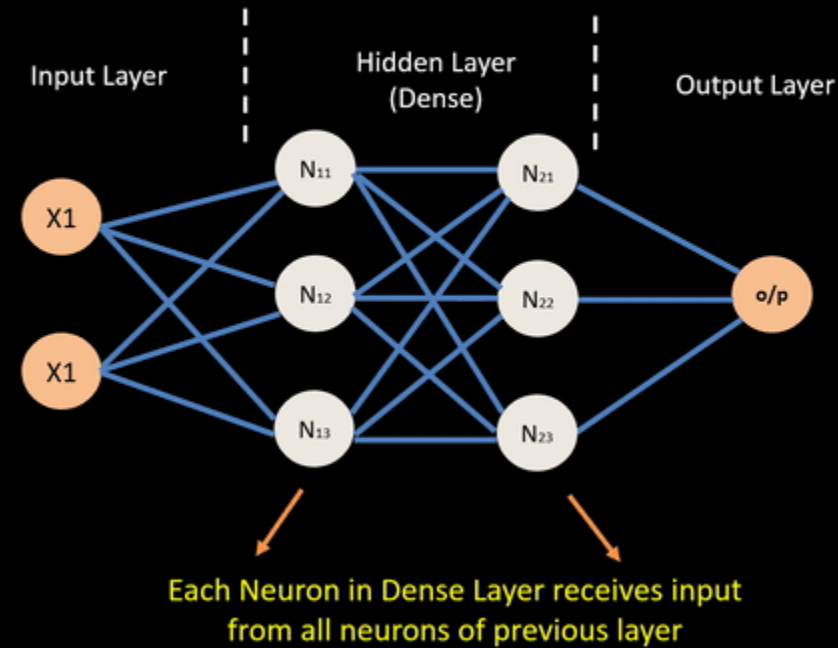 Input Layer
Hidden Layer
(Dense)
Output Layer
N₁₁
N₂₁
X1
N₁₂
N₂₂
o/p
X1
N₁₃
N₂₃
Each Neuron in Dense Layer receives input
from all neurons of previous layer